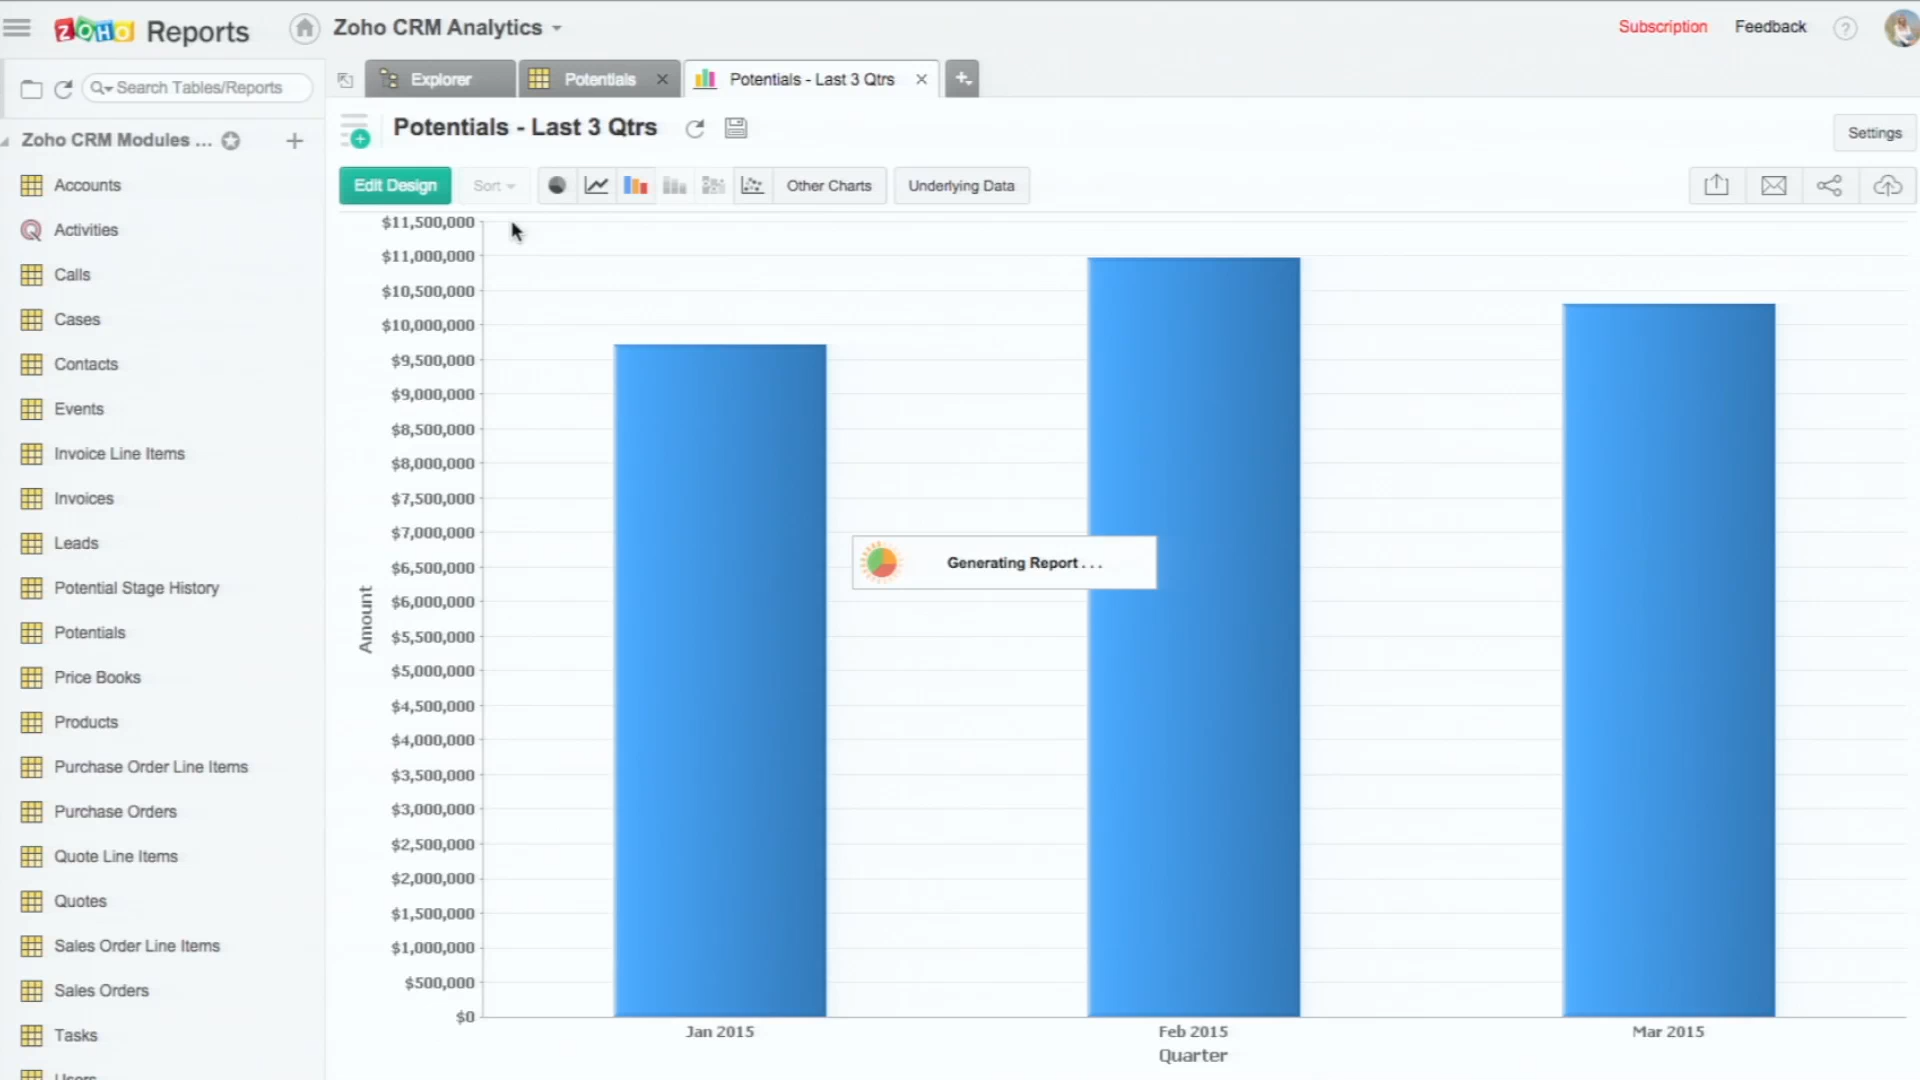 ZOHO Reports
Zoho CRM Analytics
Subscription
Feedback
?
Search Tables/Reports
Explorer
Potentials
Potentials - Last 3 Qtrs
Zoho CRM Modules ...
Accounts
Activities
Calls
Cases
Contacts
Events
Invoice Line Items
Invoices
Leads
Potential Stage History
Potentials
Price Books
Products
Purchase Order Line Items
Purchase Orders
Quote Line Items
Quotes
Sales Order Line Items
Sales Orders
Tasks
Users
Potentials - Last 3 Qtrs
Settings
Edit Design
Sort
Other Charts
Underlying Data
$11,500,000
$11,000,000
$10,500,000
$10,000,000
$9,500,000
$9,000,000
$8,500,000
$8,000,000
$7,500,000
$7,000,000
$6,500,000
$6,000,000
$5,500,000
$5,000,000
$4,500,000
$4,000,000
$3,500,000
$3,000,000
$2,500,000
$2,000,000
$1,500,000
$1,000,000
$500,000
$0
Amount
Generating Report . . .
Jan 2015
Feb 2015
Mar 2015
Quarter